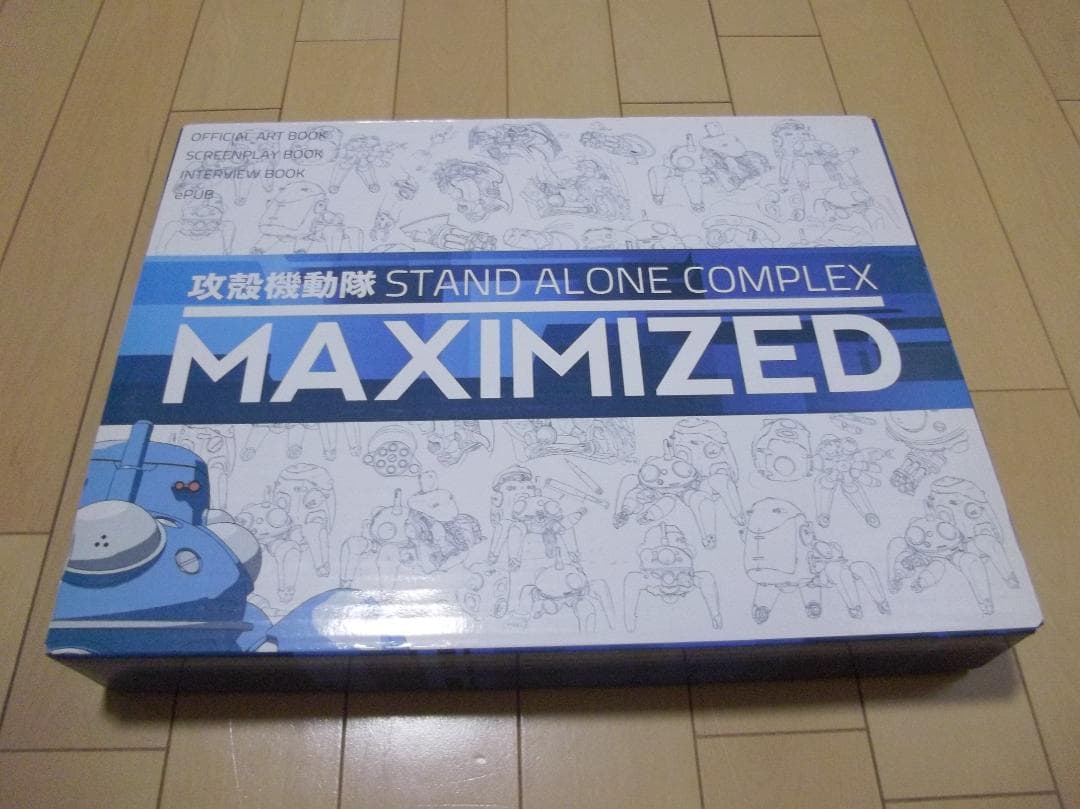 OFFICIAL ART BOOK
SCREENPLAY BOOK
INTERVIEW BOOK
ePUB
攻殻機動隊 STAND ALONE COMPLEX
MAXIMIZED